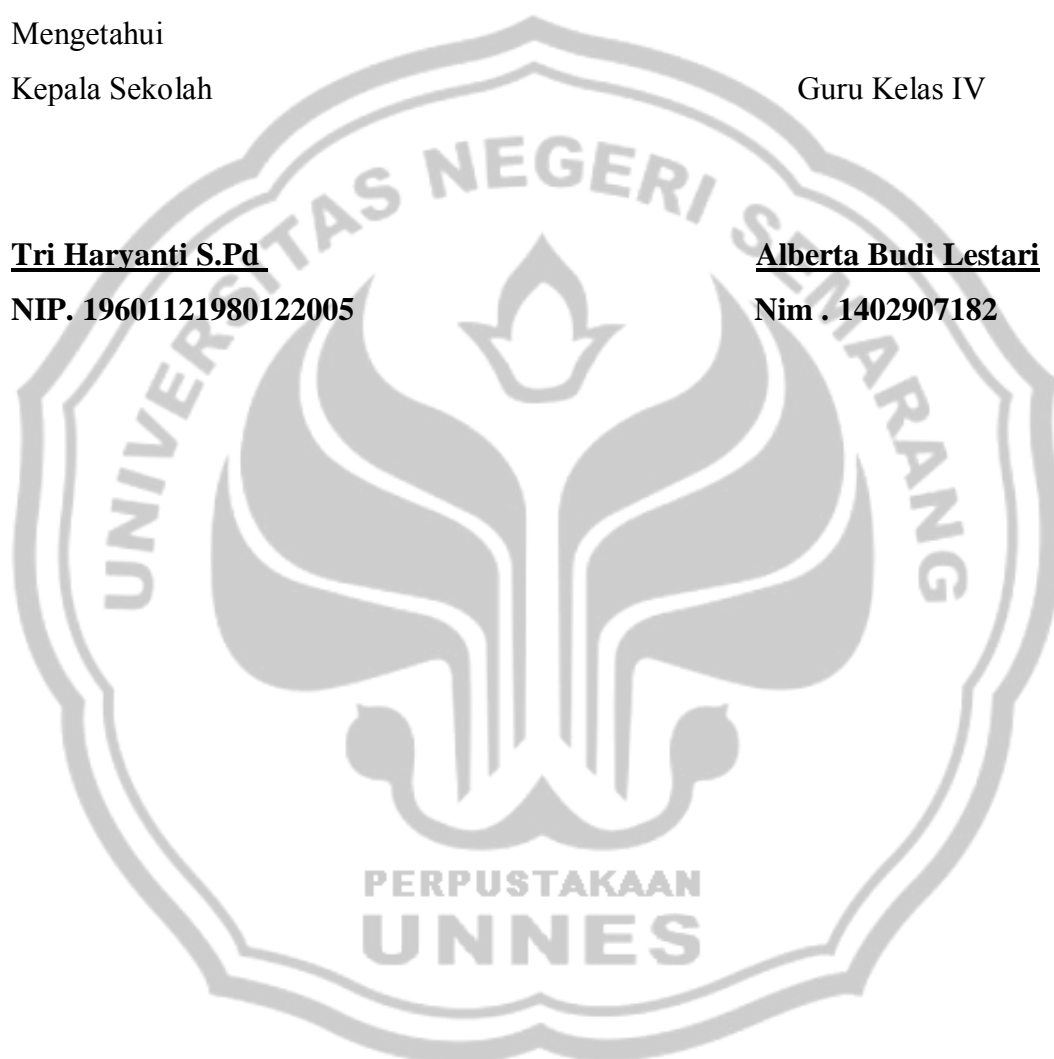 Mengetahui
Kepala Sekolah Guru Kelas IV
Tri Haryanti S.Pd Alberta Budi Lestari
NIP. 19601121980122005 Nim . 1402907182
UNIVERSITAS NEGERI SEMARANG
PERPUSTAKAAN
UNNES